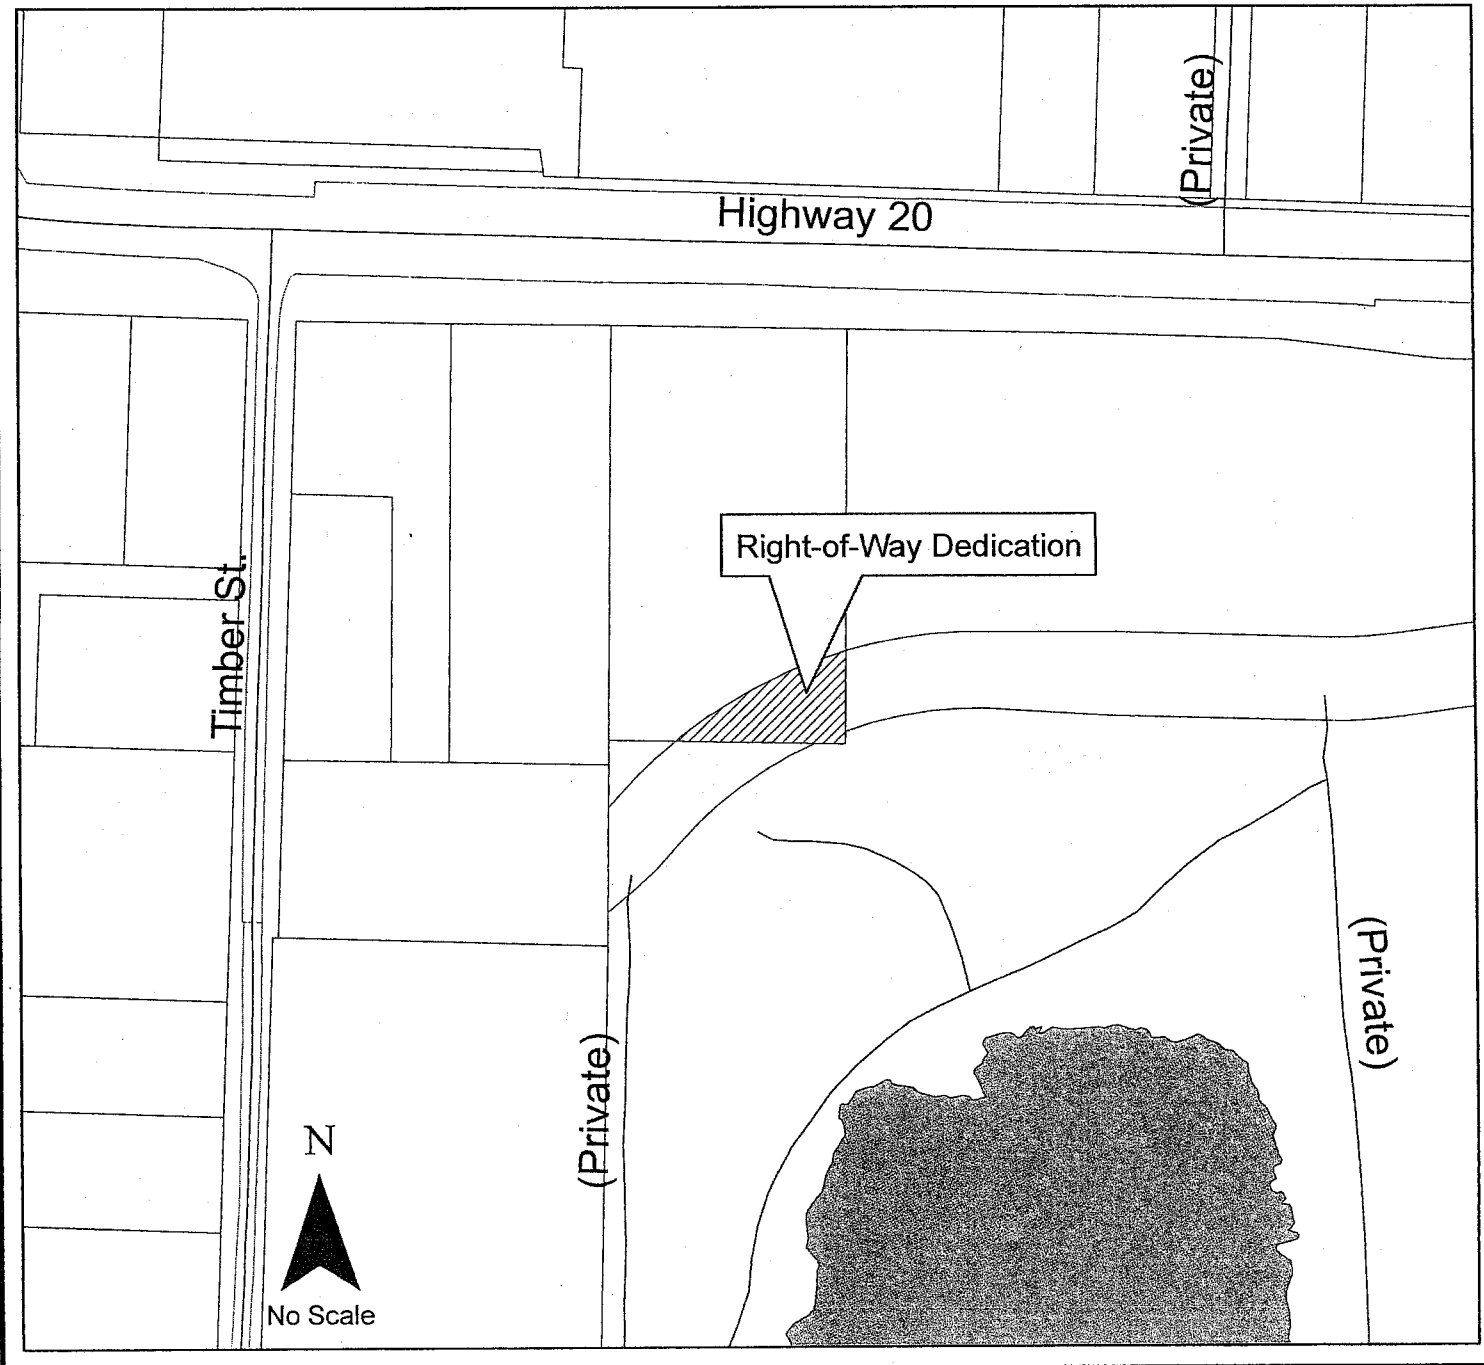 (Private)
Highway 20
Right-of-Way Dedication
Timber St.
(Private)
(Private)
N
No Scale